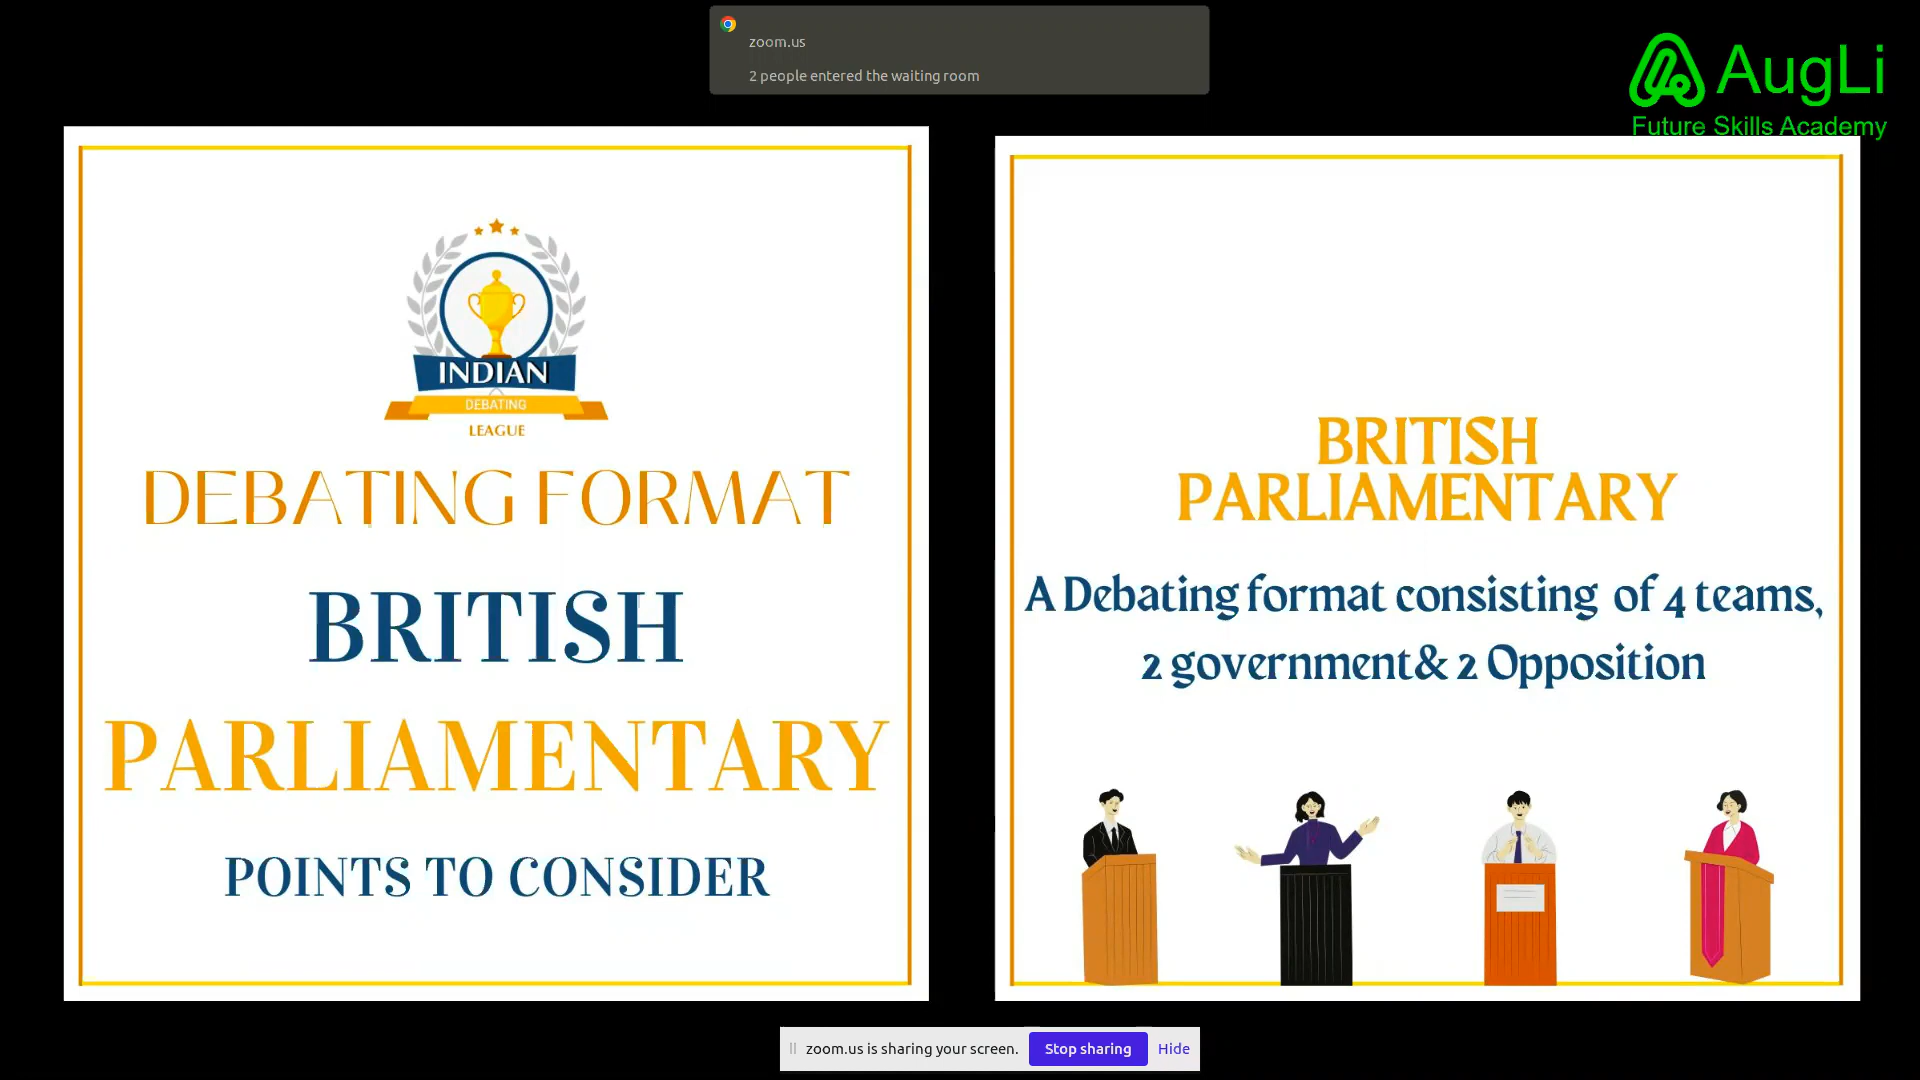 zoom.us
2 people entered the waiting room
AugLi
Future Skills Academy
INDIAN
DEBATING
LEAGUE
DEBATING FORMAT
BRITISH
PARLIAMENTARY
POINTS TO CONSIDER
BRITISH
PARLIAMENTARY
A Debating format consisting of 4 teams,
2 government& 2 Opposition
zoom.us is sharing your screen.
Stop sharing
Hide